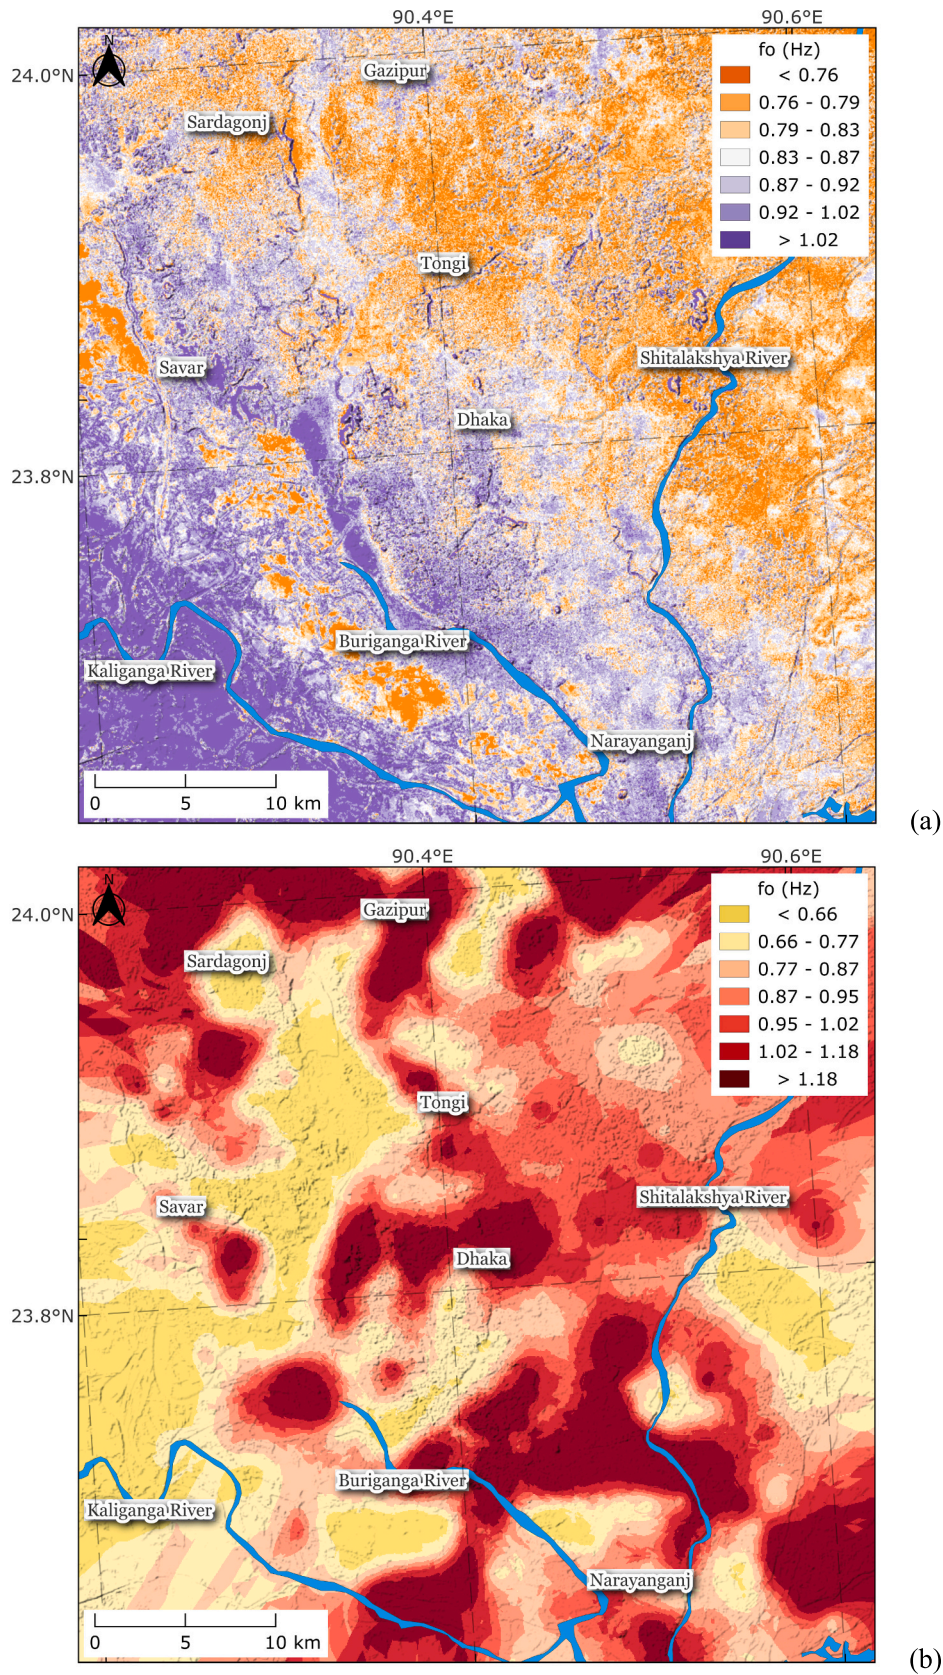 90.4°E 90.6°E
N
24.0°N
Gazipur
Sardagonj
fo (Hz)
< 0.76
0.76 - 0.79
0.79 - 0.83
0.83 - 0.87
0.87 - 0.92
0.92 - 1.02
> 1.02
Tongi
Shitalakshya River
Savar
Dhaka
23.8°N
Buriganga River
Kaliganga River
Narayanganj
0 5 10 km
(a)
90.4°E 90.6°E
N
24.0°N
Gazipur
Sardagonj
fo (Hz)
< 0.66
0.66 - 0.77
0.77 - 0.87
0.87 - 0.95
0.95 - 1.02
1.02 - 1.18
> 1.18
Tongi
Shitalakshya River
Savar
Dhaka
23.8°N
Buriganga River
Kaliganga River
Narayanganj
0 5 10 km
(b)